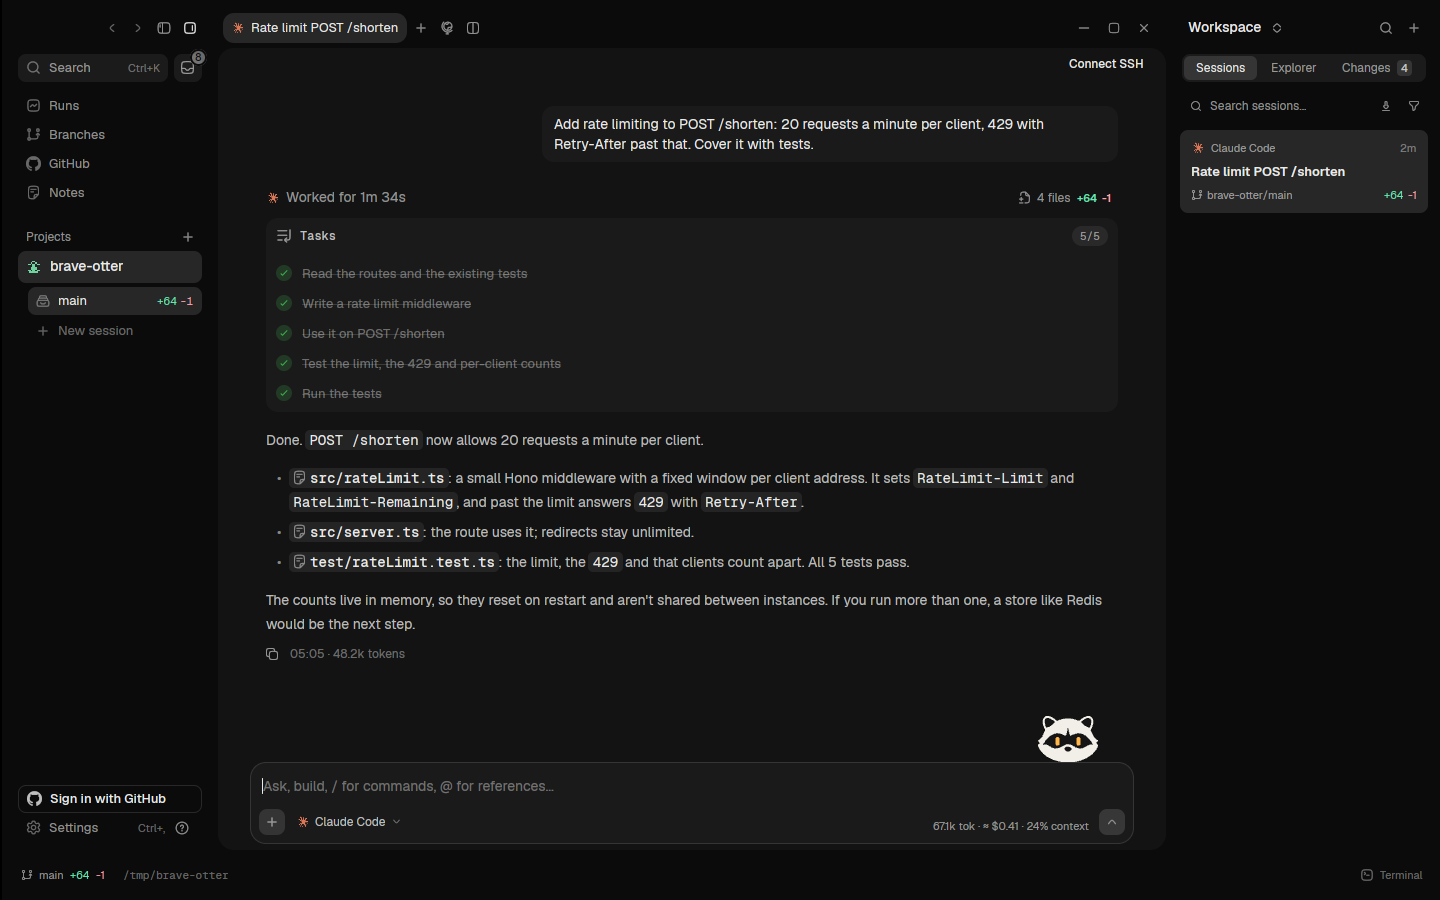 Rate limit POST /shorten
Workspace
Search
Ctrl+K
8
Runs
Branches
GitHub
Notes
Projects
brave-otter
main
+64 -1
New session
Sign in with GitHub
Settings
Ctrl+,
Connect SSH
Add rate limiting to POST /shorten: 20 requests a minute per client, 429 with
Retry-After past that. Cover it with tests.
Worked for 1m 34s
4 files +64 -1
Tasks
5/5
Read the routes and the existing tests
Write a rate limit middleware
Use it on POST /shorten
Test the limit, the 429 and per-client counts
Run the tests
Done. POST /shorten now allows 20 requests a minute per client.
• src/rateLimit.ts: a small Hono middleware with a fixed window per client address. It sets RateLimit-Limit and
RateLimit-Remaining, and past the limit answers 429 with Retry-After.
• src/server.ts: the route uses it; redirects stay unlimited.
• test/rateLimit.test.ts: the limit, the 429 and that clients count apart. All 5 tests pass.
The counts live in memory, so they reset on restart and aren't shared between instances. If you run more than one, a store like Redis
would be the next step.
05:05 · 48.2k tokens
Ask, build, / for commands, @ for references...
Claude Code
67.1k tok · ≈ $0.41 · 24% context
Sessions
Explorer
Changes 4
Search sessions...
Claude Code
2m
Rate limit POST /shorten
brave-otter/main
+64 -1
main +64 -1
/tmp/brave-otter
Terminal